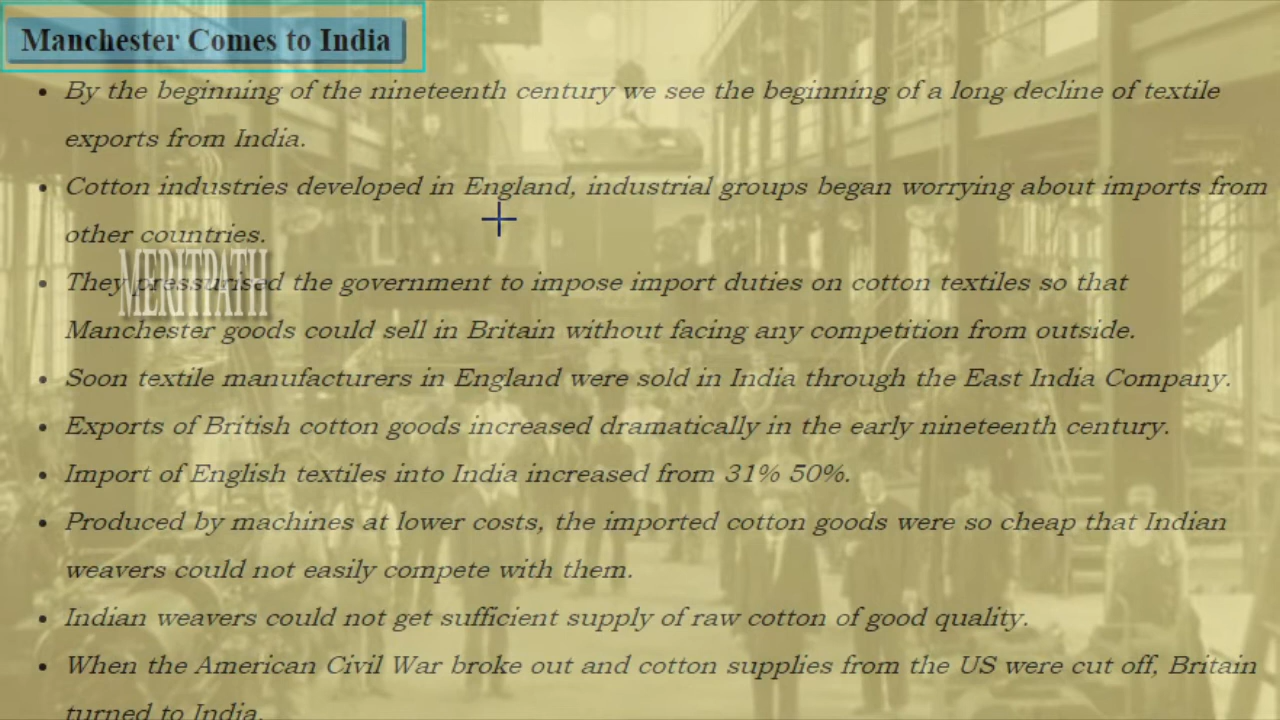 Manchester Comes to India
• By the beginning of the nineteenth century we see the beginning of a long decline of textile
exports from India.
• Cotton industries developed in England, industrial groups began worrying about imports from
other countries.
MERITPATH
• They pressurised the government to impose import duties on cotton textiles so that
Manchester goods could sell in Britain without facing any competition from outside.
• Soon textile manufacturers in England were sold in India through the East India Company.
• Exports of British cotton goods increased dramatically in the early nineteenth century.
• Import of English textiles into India increased from 31% 50%.
• Produced by machines at lower costs, the imported cotton goods were so cheap that Indian
weavers could not easily compete with them.
• Indian weavers could not get sufficient supply of raw cotton of good quality.
• When the American Civil War broke out and cotton supplies from the US were cut off, Britain
turned to India.